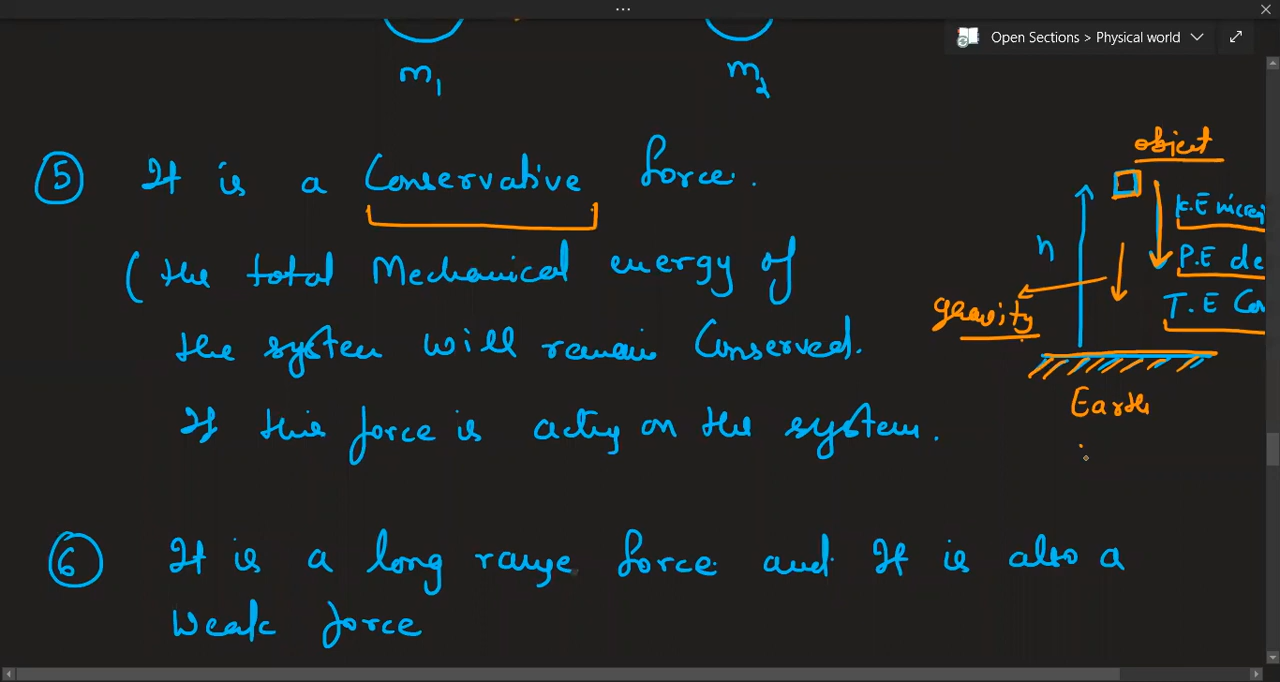 ...
Open Sections > Physical world
m1
m2
5 It is a Conservative force.
(the total Mechanical energy of
the system will remain Conserved.
If this force is acting on the system.
object
K.E increa
P.E de
T.E Con
h
gravity
Earth
6 It is a long range force and It is also a
Weak force